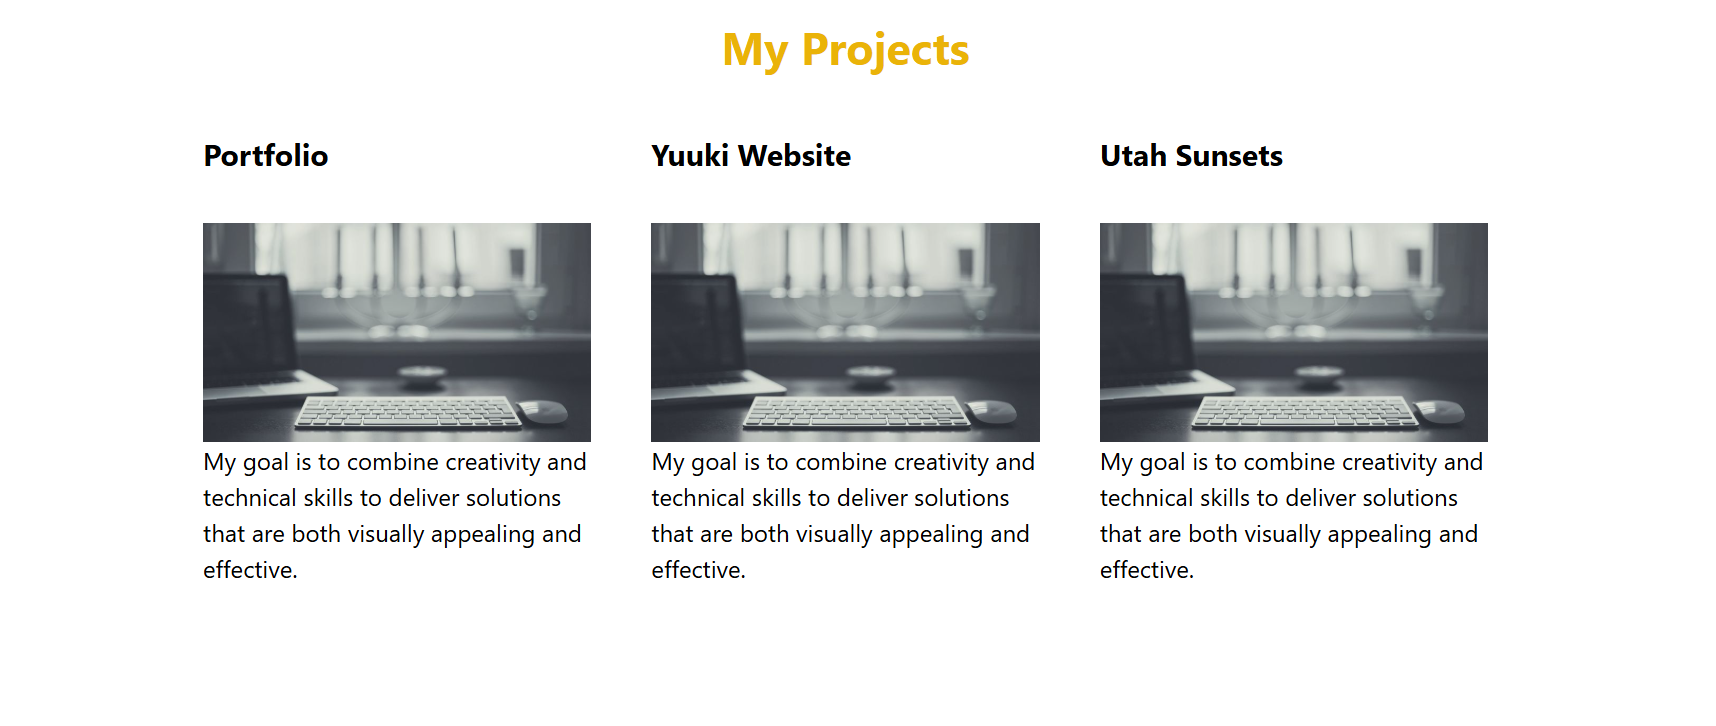 My Projects
Portfolio
Yuuki Website
Utah Sunsets
My goal is to combine creativity and
technical skills to deliver solutions
that are both visually appealing and
effective.
My goal is to combine creativity and
technical skills to deliver solutions
that are both visually appealing and
effective.
My goal is to combine creativity and
technical skills to deliver solutions
that are both visually appealing and
effective.